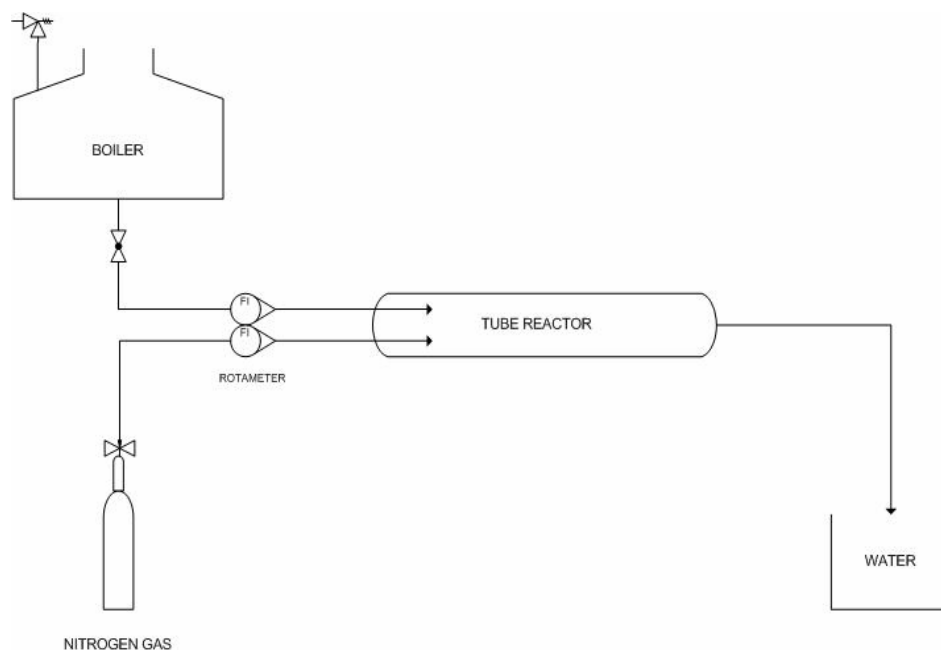 BOILER
FI
TUBE REACTOR
FI
ROTAMETER
WATER
NITROGEN GAS